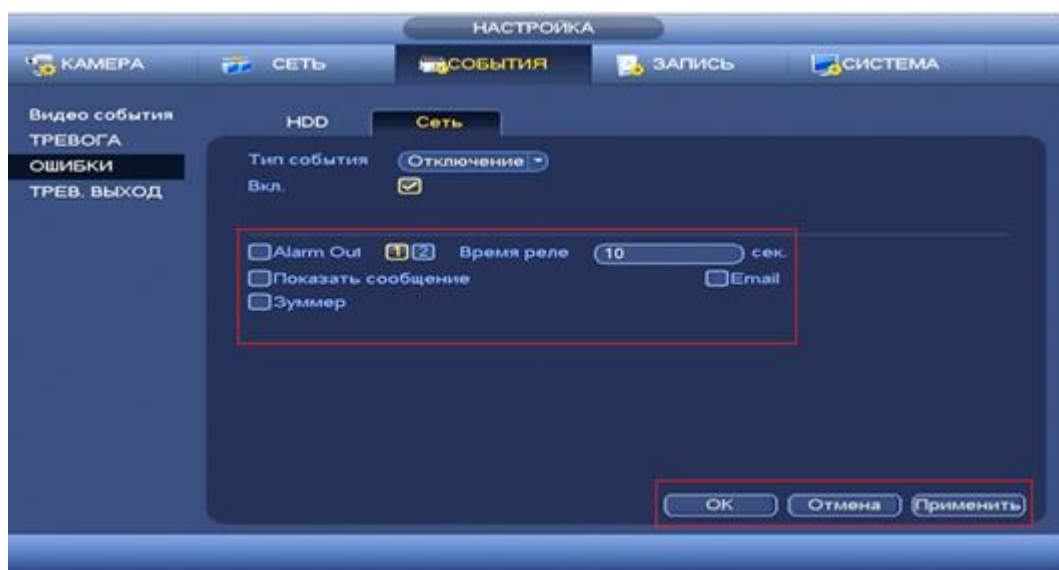 НАСТРОЙКА
КАМЕРА СЕТЬ СОБЫТИЯ ЗАПИСЬ СИСТЕМА
Видео события
ТРЕВОГА
ОШИБКИ
ТРЕВ. ВЫХОД
HDD Сеть
Тип события Отключение
Вкл.
Alarm Out 1 2 Время реле 10 сек.
Показать сообщение Email
Зуммер
OK Отмена Применить